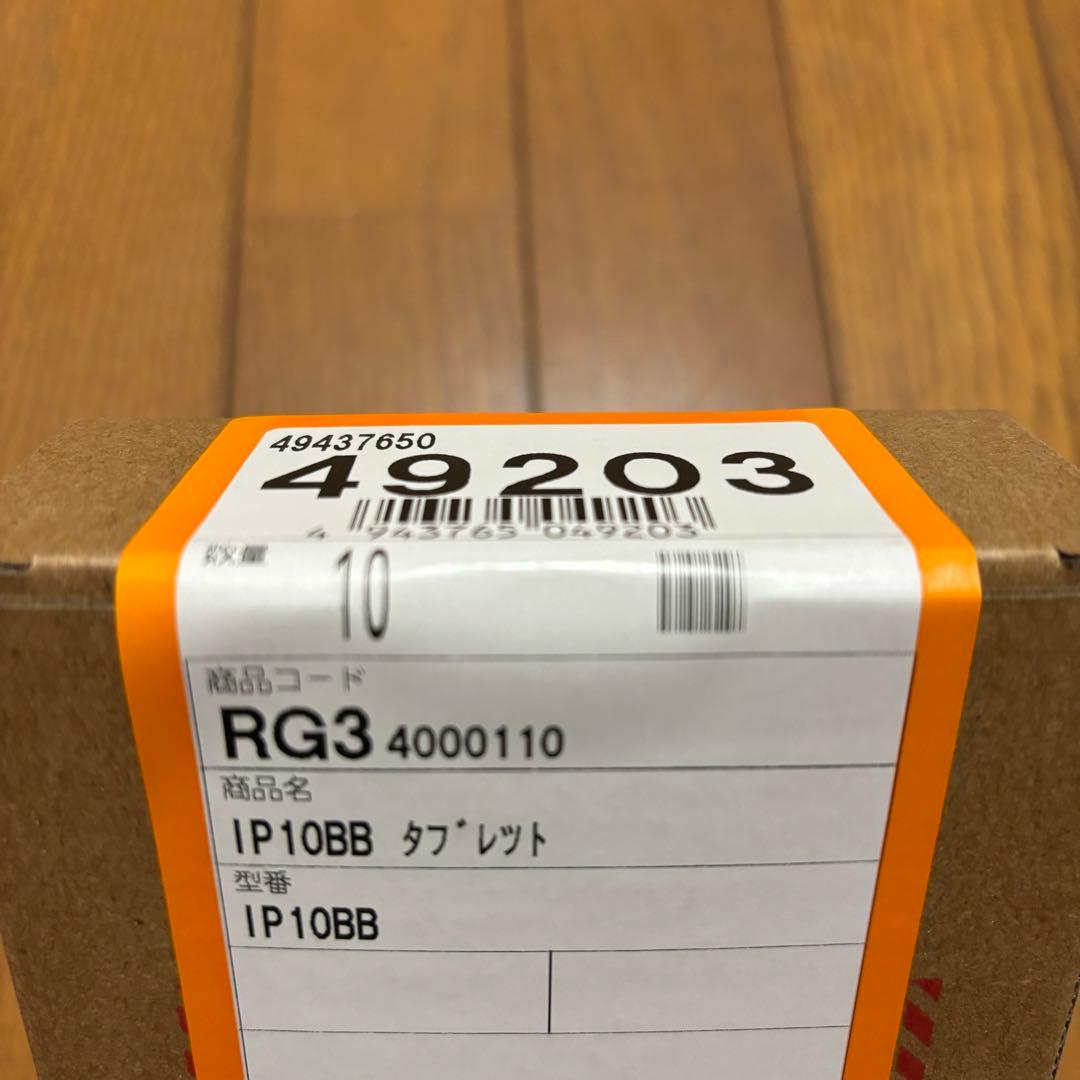 49437650
49203
4 943765 049203
数量 10
商品コード
RG3 4000110
商品名
IP10BB ﾀﾌﾞﾚｯﾄ
型番
IP10BB